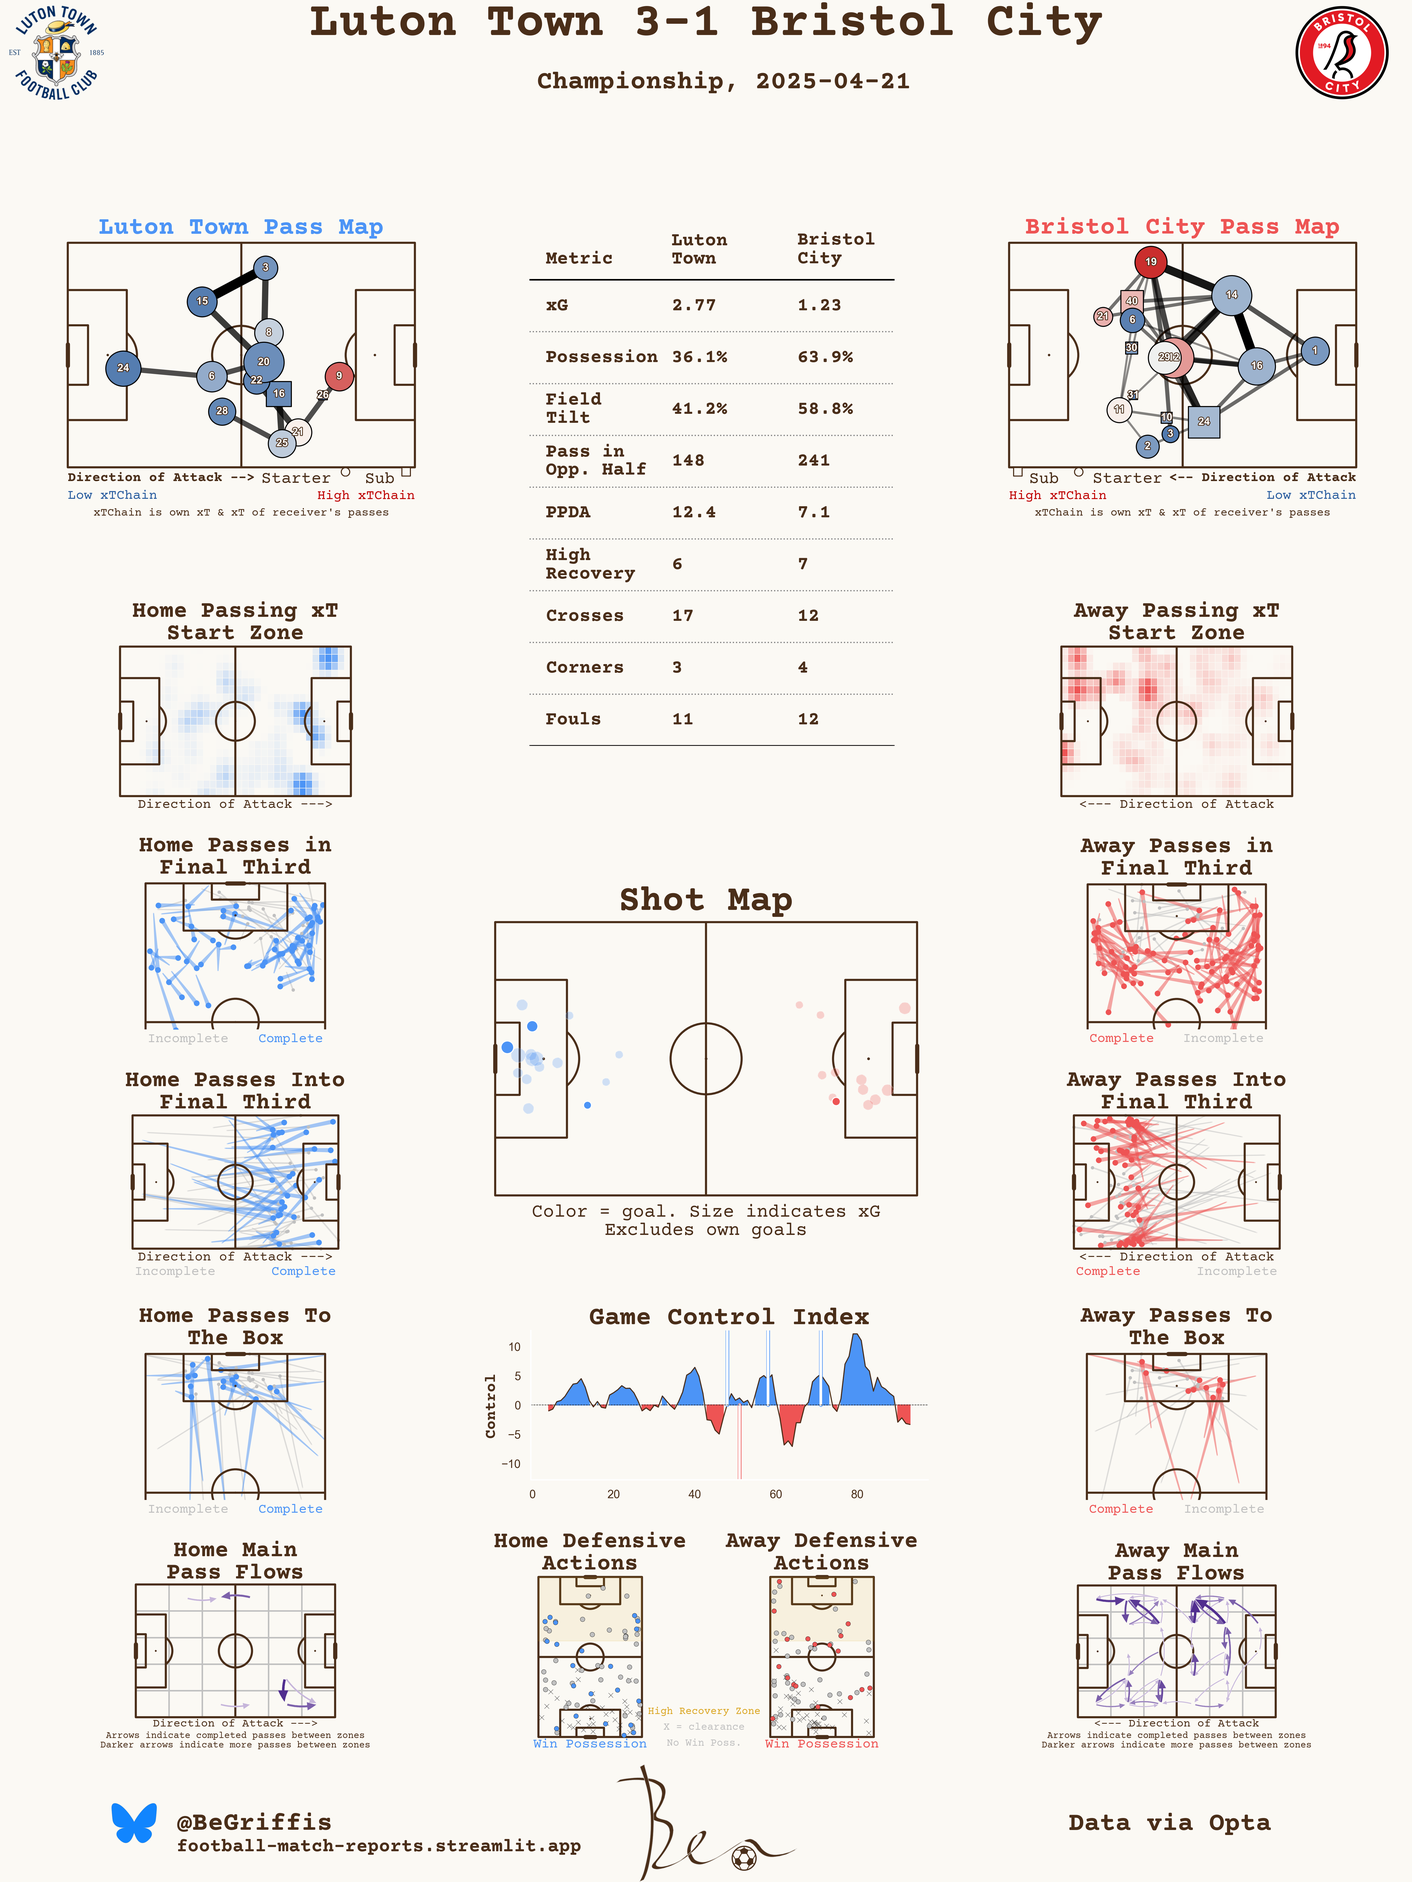 LUTON TOWN
EST 1885
FOOTBALL CLUB
Luton Town 3-1 Bristol City
Championship, 2025-04-21
BRISTOL
1894
CITY
Luton Town Pass Map
3
15
8
20
24
6
22
9
16
26
28
21
25
Direction of Attack --> Starter Sub
Low xTChain High xTChain
xTChain is own xT & xT of receiver's passes
Metric Luton Town Bristol City
xG 2.77 1.23
Possession 36.1% 63.9%
Field Tilt 41.2% 58.8%
Pass in Opp. Half 148 241
PPDA 12.4 7.1
High Recovery 6 7
Crosses 17 12
Corners 3 4
Fouls 11 12
Bristol City Pass Map
19
14
40
21
6
30
29 12
1
16
31
11
10
24
3
2
Sub Starter <-- Direction of Attack
High xTChain Low xTChain
xTChain is own xT & xT of receiver's passes
Home Passing xT
Start Zone
Direction of Attack --->
Away Passing xT
Start Zone
<--- Direction of Attack
Home Passes in
Final Third
Incomplete Complete
Away Passes in
Final Third
Complete Incomplete
Shot Map
Color = goal. Size indicates xG
Excludes own goals
Home Passes Into
Final Third
Direction of Attack --->
Incomplete Complete
Away Passes Into
Final Third
<--- Direction of Attack
Complete Incomplete
Home Passes To
The Box
Incomplete Complete
Game Control Index
Control
10
5
0
−5
−10
0 20 40 60 80
Away Passes To
The Box
Complete Incomplete
Home Main
Pass Flows
Direction of Attack --->
Arrows indicate completed passes between zones
Darker arrows indicate more passes between zones
Home Defensive
Actions
Win Possession
High Recovery Zone
X = clearance
No Win Poss.
Away Defensive
Actions
Win Possession
Away Main
Pass Flows
<--- Direction of Attack
Arrows indicate completed passes between zones
Darker arrows indicate more passes between zones
@BeGriffis
football-match-reports.streamlit.app
Ben
Data via Opta